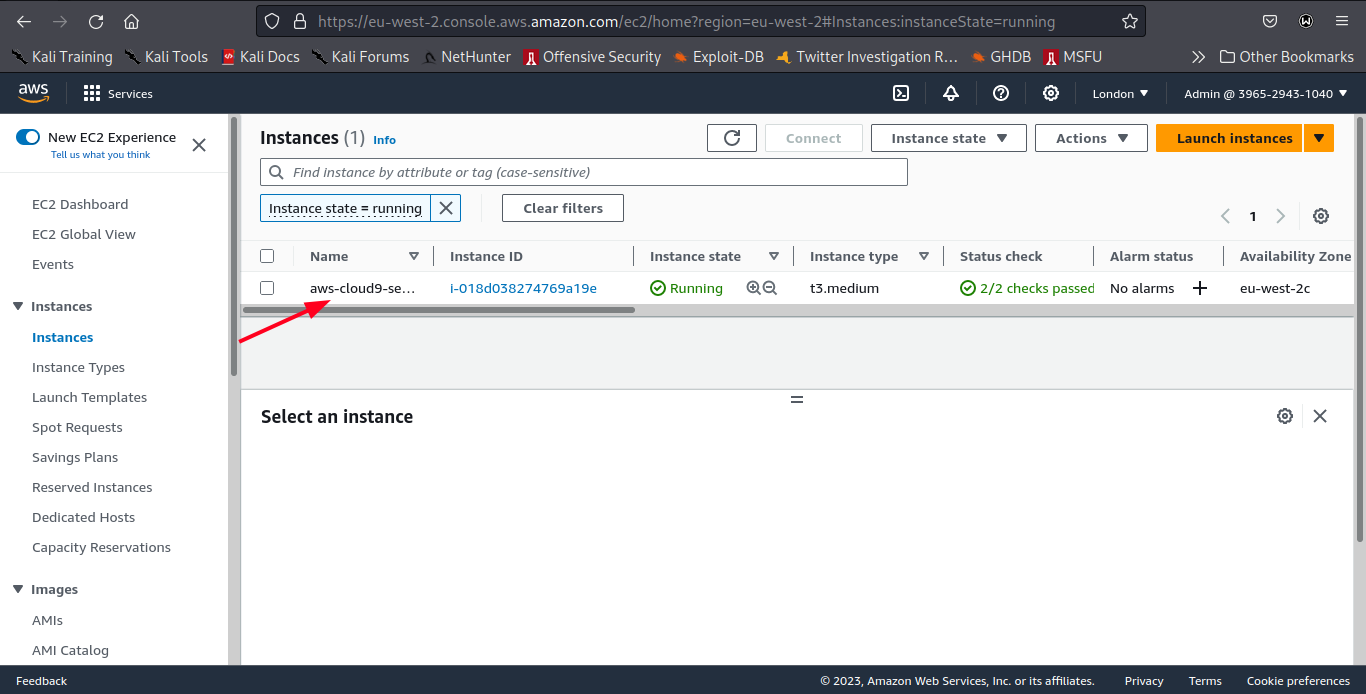 https://eu-west-2.console.aws.amazon.com/ec2/home?region=eu-west-2#Instances:instanceState=running
Kali Training Kali Tools Kali Docs Kali Forums NetHunter Offensive Security Exploit-DB Twitter Investigation R… GHDB MSFU Other Bookmarks
aws Services London Admin @ 3965-2943-1040
New EC2 Experience
Tell us what you think
EC2 Dashboard
EC2 Global View
Events
Instances
Instances
Instance Types
Launch Templates
Spot Requests
Savings Plans
Reserved Instances
Dedicated Hosts
Capacity Reservations
Images
AMIs
AMI Catalog
Instances (1) Info
Connect Instance state Actions Launch instances
Find instance by attribute or tag (case-sensitive)
Instance state = running Clear filters
1
Name Instance ID Instance state Instance type Status check Alarm status Availability Zone
aws-cloud9-se… i-018d038274769a19e Running t3.medium 2/2 checks passed No alarms eu-west-2c
Select an instance
Feedback © 2023, Amazon Web Services, Inc. or its affiliates. Privacy Terms Cookie preferences